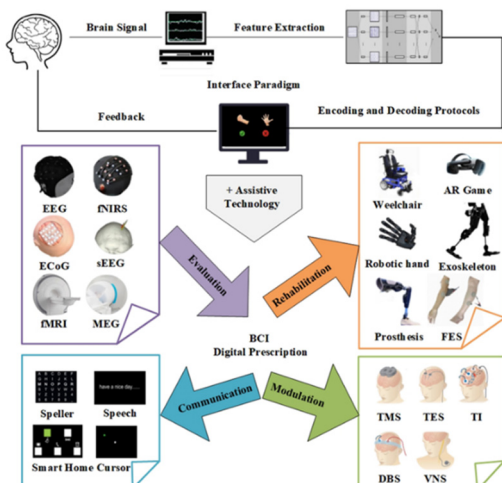 Brain Signal
Feature Extraction
Interface Paradigm
Feedback
Encoding and Decoding Protocols
+ Assistive
Technology
EEG
fNIRS
ECoG
sEEG
fMRI
MEG
Evaluation
Rehabilitation
Weelchair
AR Game
Robotic hand
Exoskeleton
Prosthesis
FES
BCI
Digital Prescription
Communication
Modulation
have a nice day
Speller
Speech
Smart Home
Cursor
TMS
TES
TI
DBS
VNS